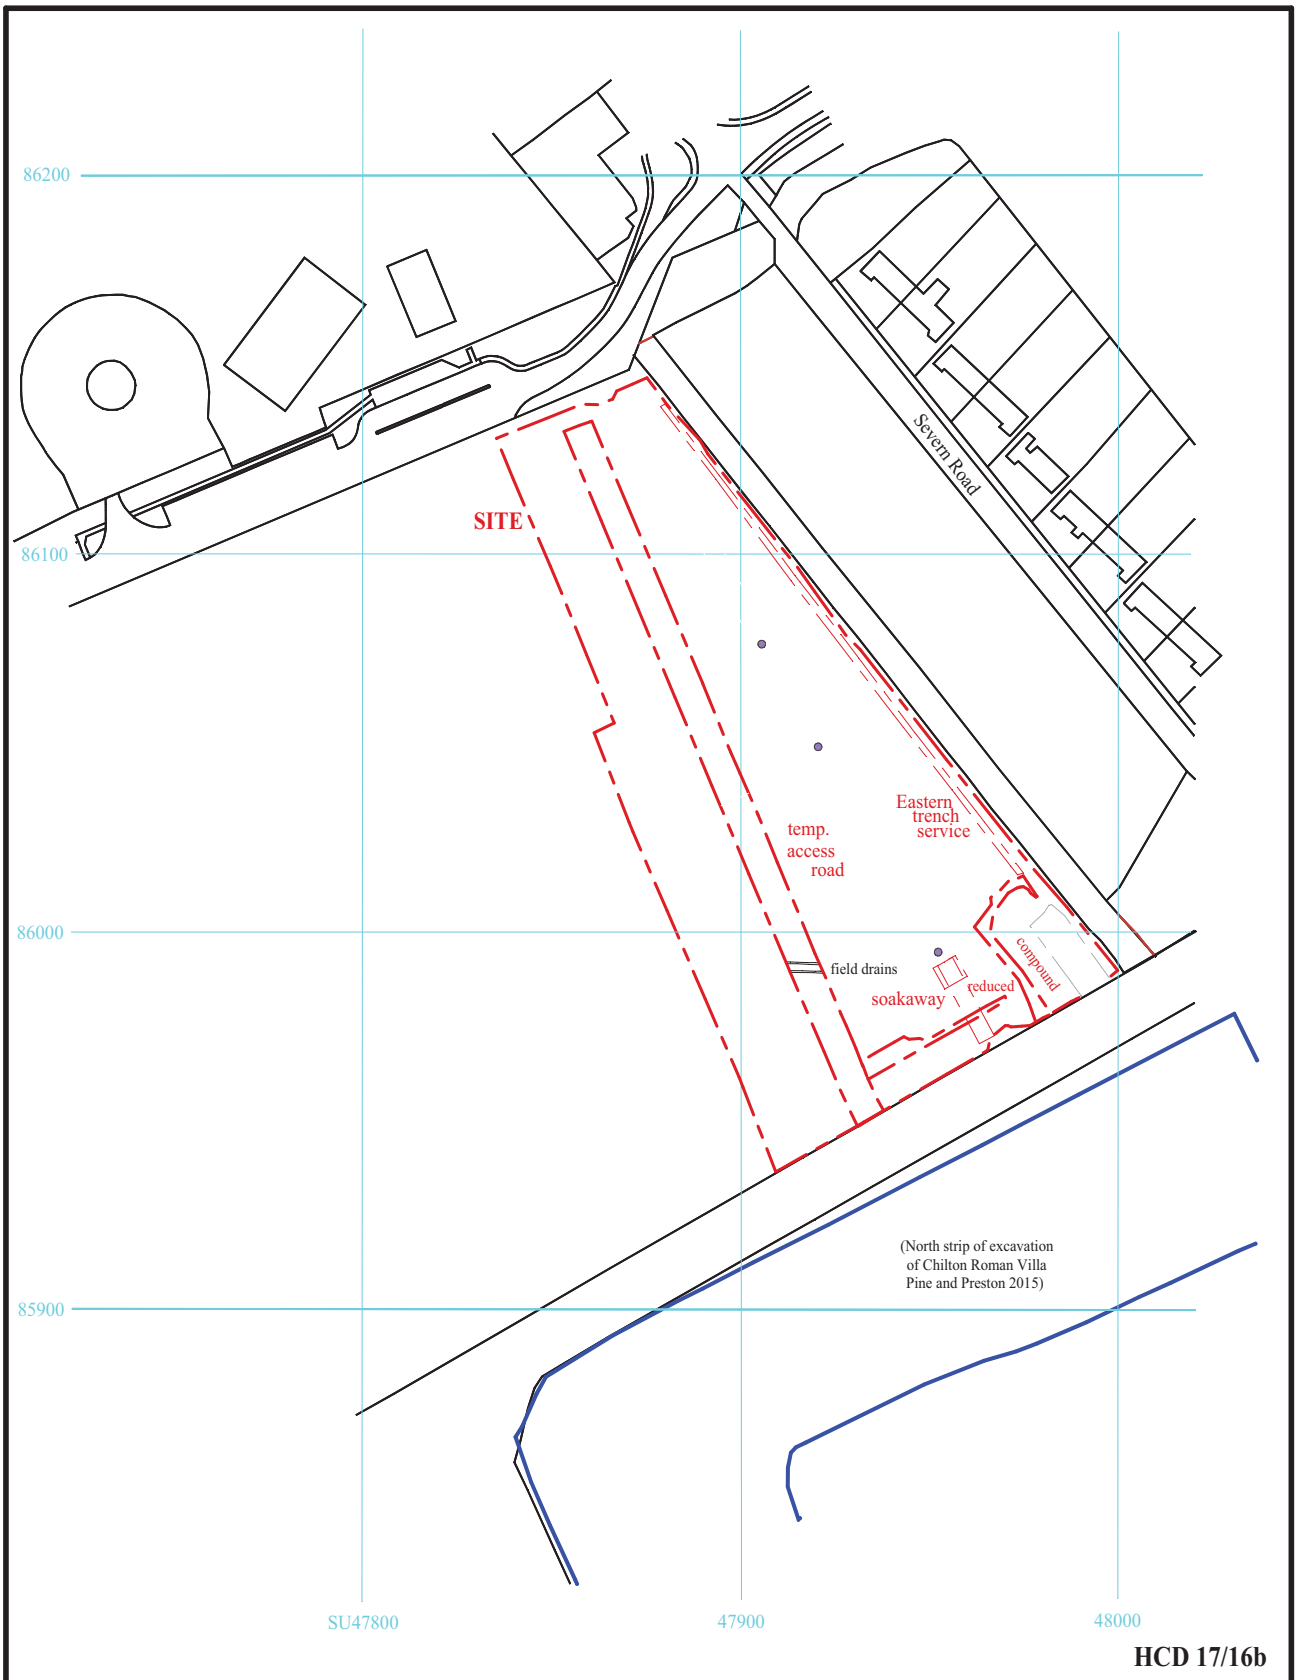 86200
Severn Road
SITE
86100
Eastern
trench
service
temp.
access
road
86000
compound
field drains
reduced
soakaway
(North strip of excavation
of Chilton Roman Villa
Pine and Preston 2015)
85900
SU47800
47900
48000
HCD 17/16b